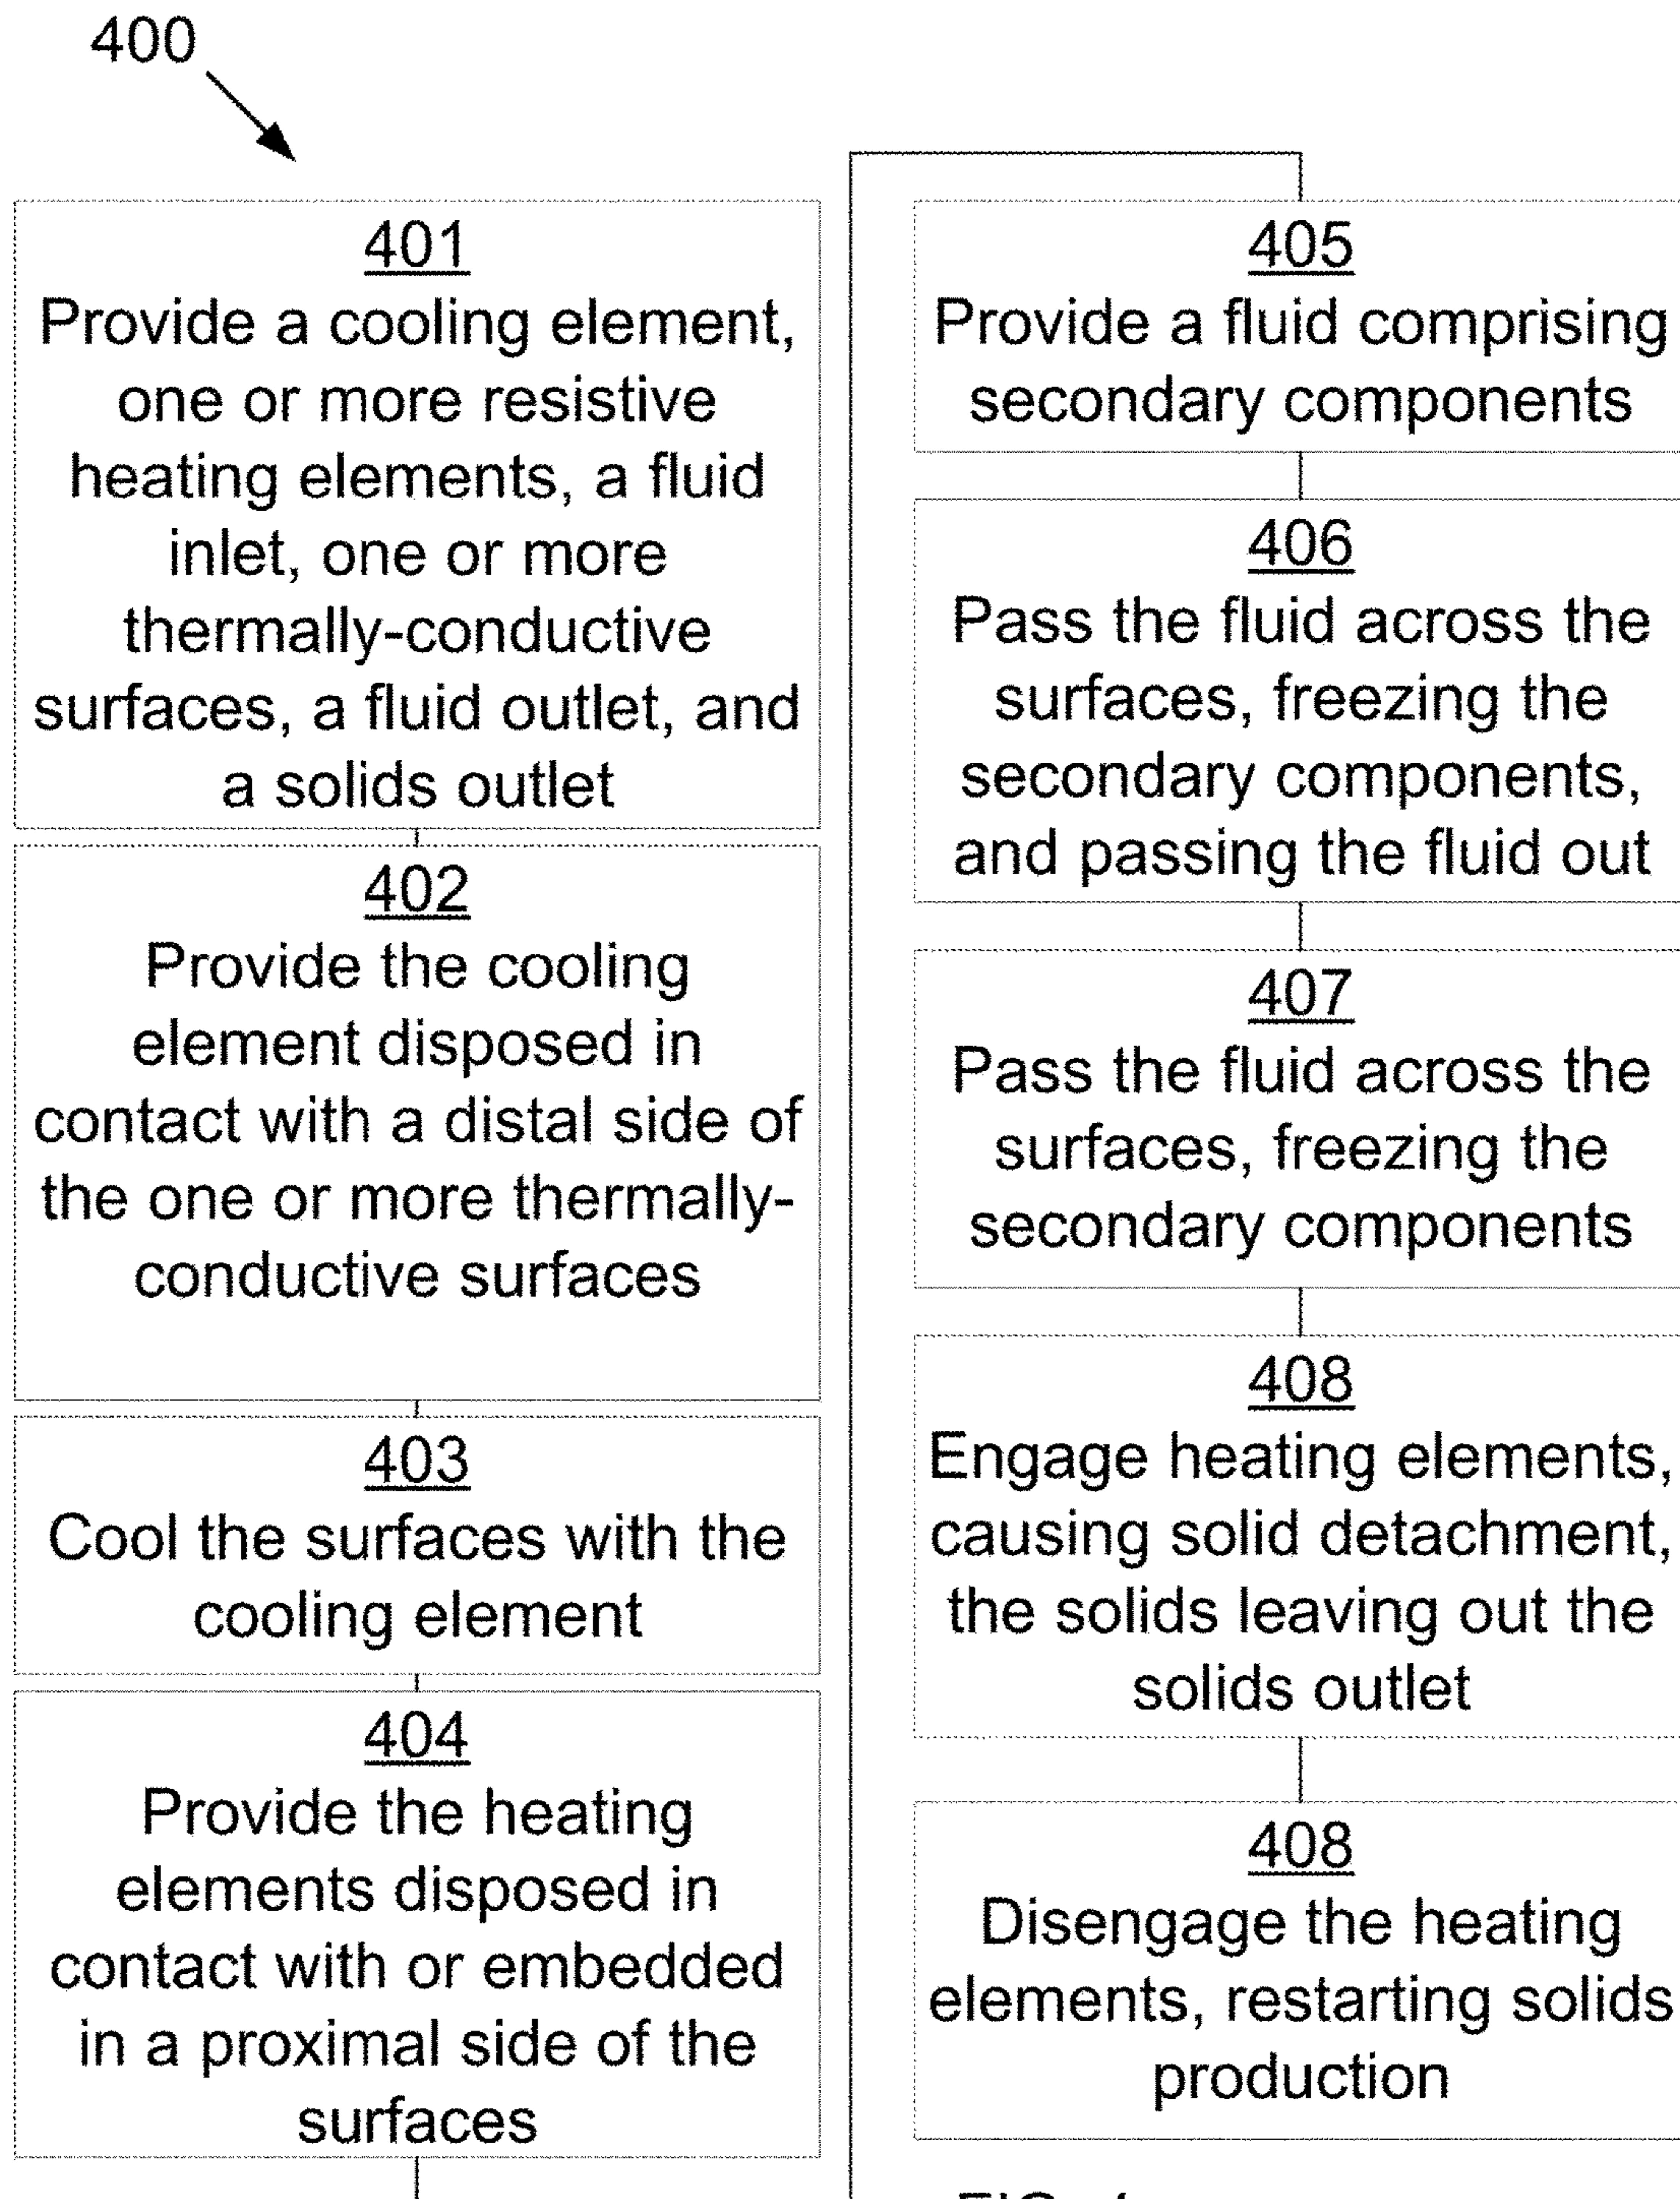 400
401
Provide a cooling element,
one or more resistive
heating elements, a fluid
inlet, one or more
thermally-conductive
surfaces, a fluid outlet, and
a solids outlet
402
Provide the cooling
element disposed in
contact with a distal side of
the one or more thermally-
conductive surfaces
403
Cool the surfaces with the
cooling element
404
Provide the heating
elements disposed in
contact with or embedded
in a proximal side of the
surfaces
405
Provide a fluid comprising
secondary components
406
Pass the fluid across the
surfaces, freezing the
secondary components,
and passing the fluid out
407
Pass the fluid across the
surfaces, freezing the
secondary components
408
Engage heating elements,
causing solid detachment,
the solids leaving out the
solids outlet
408
Disengage the heating
elements, restarting solids
production